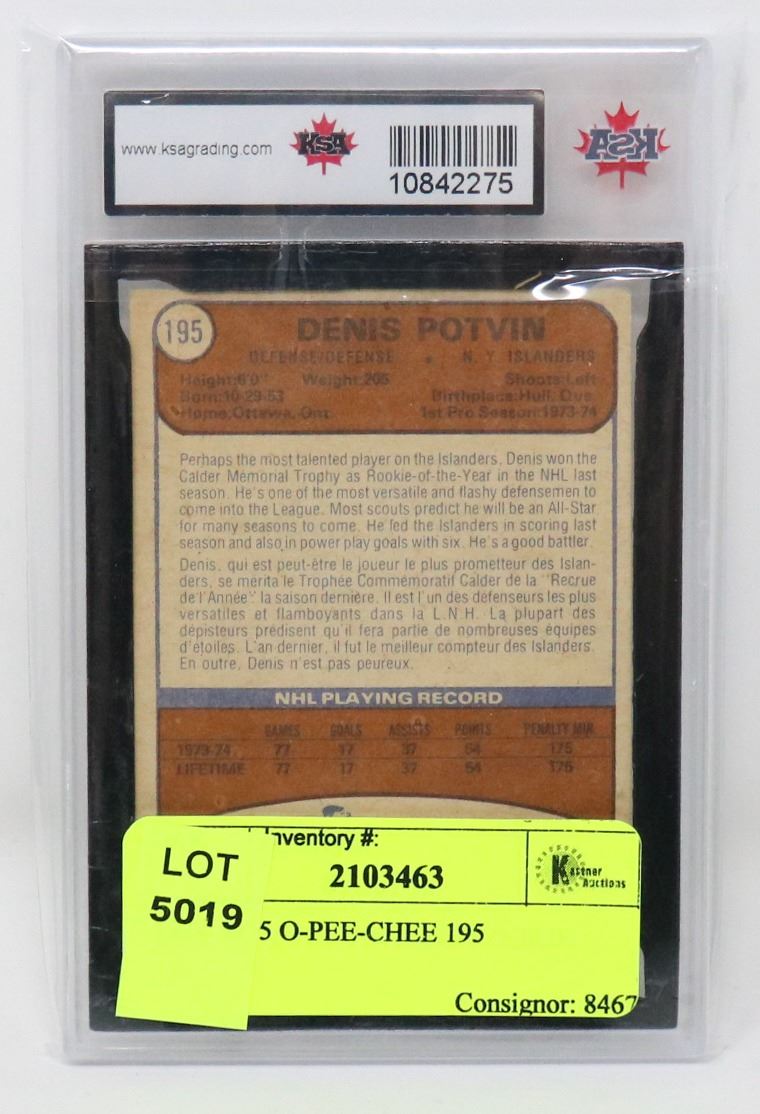 www.ksagrading.com
KSA
10842275
KSA
195
DENIS POTVIN
DEFENSE/DEFENSE • N. Y. ISLANDERS
Height:6'0" Weight:205 Shoots:Left
Born:10-29-53 Birthplace:Hull, Que.
Home:Ottawa, Ont. 1st Pro Season:1973-74
Perhaps the most talented player on the Islanders, Denis won the
Calder Memorial Trophy as Rookie-of-the-Year in the NHL last
season. He's one of the most versatile and flashy defensemen to
come into the League. Most scouts predict he will be an All-Star
for many seasons to come. He led the Islanders in scoring last
season and also in power play goals with six. He's a good battler.
Denis, qui est peut-être le joueur le plus prometteur des Islan-
ders, se mérita le Trophée Commémoratif Calder de la "Recrue
de l'Année" la saison dernière. Il est l'un des défenseurs les plus
versatiles et flamboyants dans la L.N.H. La plupart des
dépisteurs prédisent qu'il fera partie de nombreuses équipes
d'étoiles. L'an dernier, il fut le meilleur compteur des Islanders.
En outre, Denis n'est pas peureux.
NHL PLAYING RECORD
GAMES GOALS ASSISTS POINTS PENALTY MIN.
1973-74 77 17 37 54 175
LIFETIME 77 17 37 54 175
Inventory #:
2103463
Kastner Auctions
LOT
5019
5 O-PEE-CHEE 195
Consignor: 8467